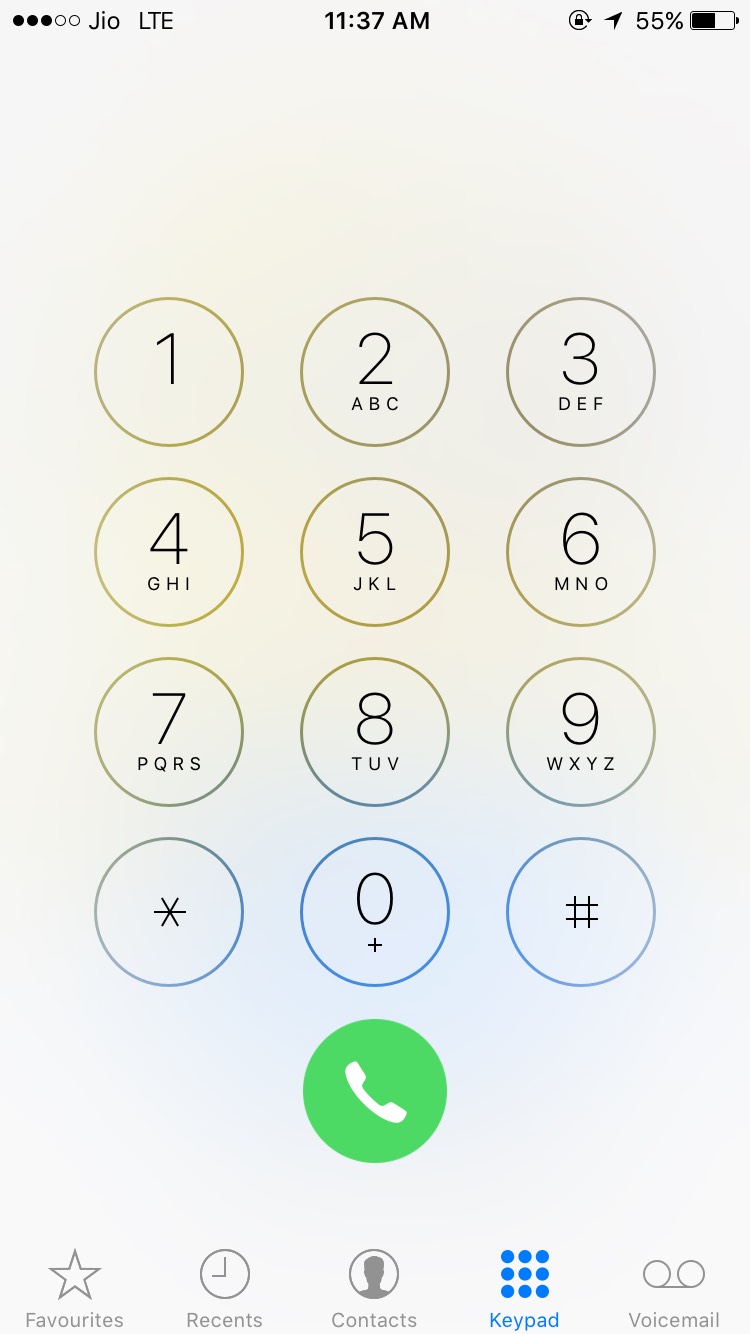 Jio LTE 11:37 AM 55%
1 2 3
ABC DEF
4 5 6
GHI JKL MNO
7 8 9
PQRS TUV WXYZ
* 0 #
+
Favourites Recents Contacts Keypad Voicemail